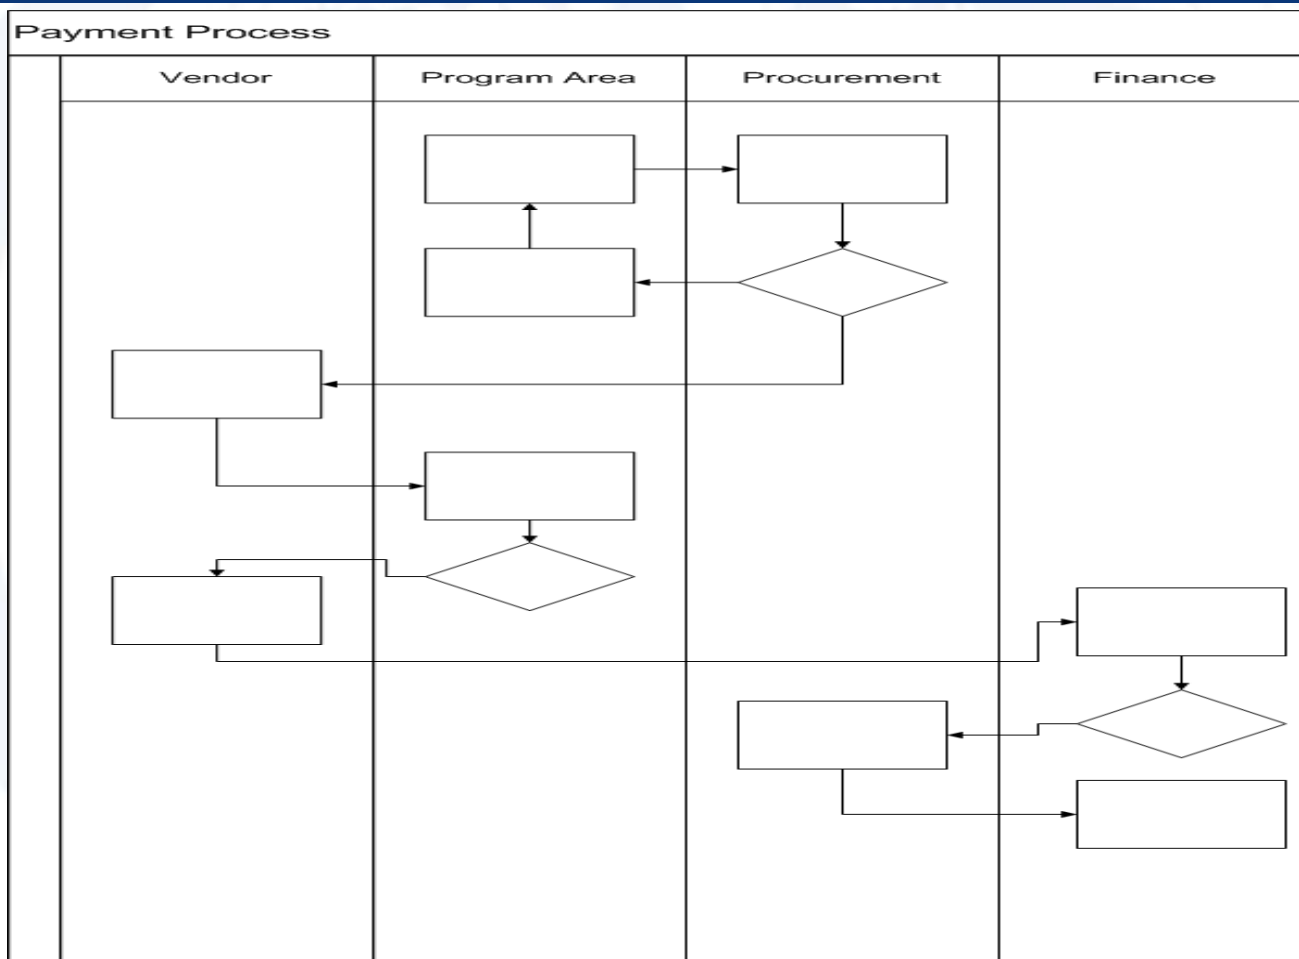 Payment Process
Vendor
Program Area
Procurement
Finance